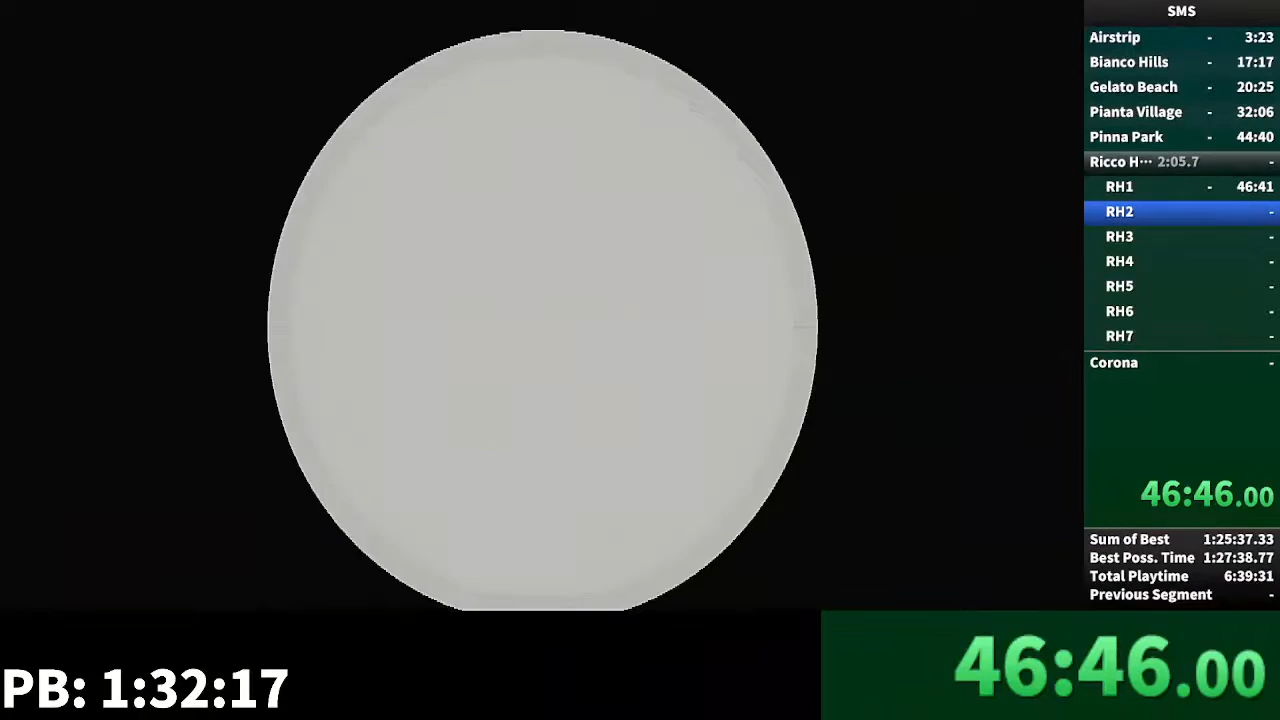 SMS
Airstrip - 3:23
Bianco Hills - 17:17
Gelato Beach - 20:25
Pianta Village - 32:06
Pinna Park - 44:40
Ricco H··· 2:05.7 -
RH1 - 46:41
RH2 -
RH3 -
RH4 -
RH5 -
RH6 -
RH7 -
Corona -
46:46.00
Sum of Best 1:25:37.33
Best Poss. Time 1:27:38.77
Total Playtime 6:39:31
Previous Segment -
PB: 1:32:17
46:46.00